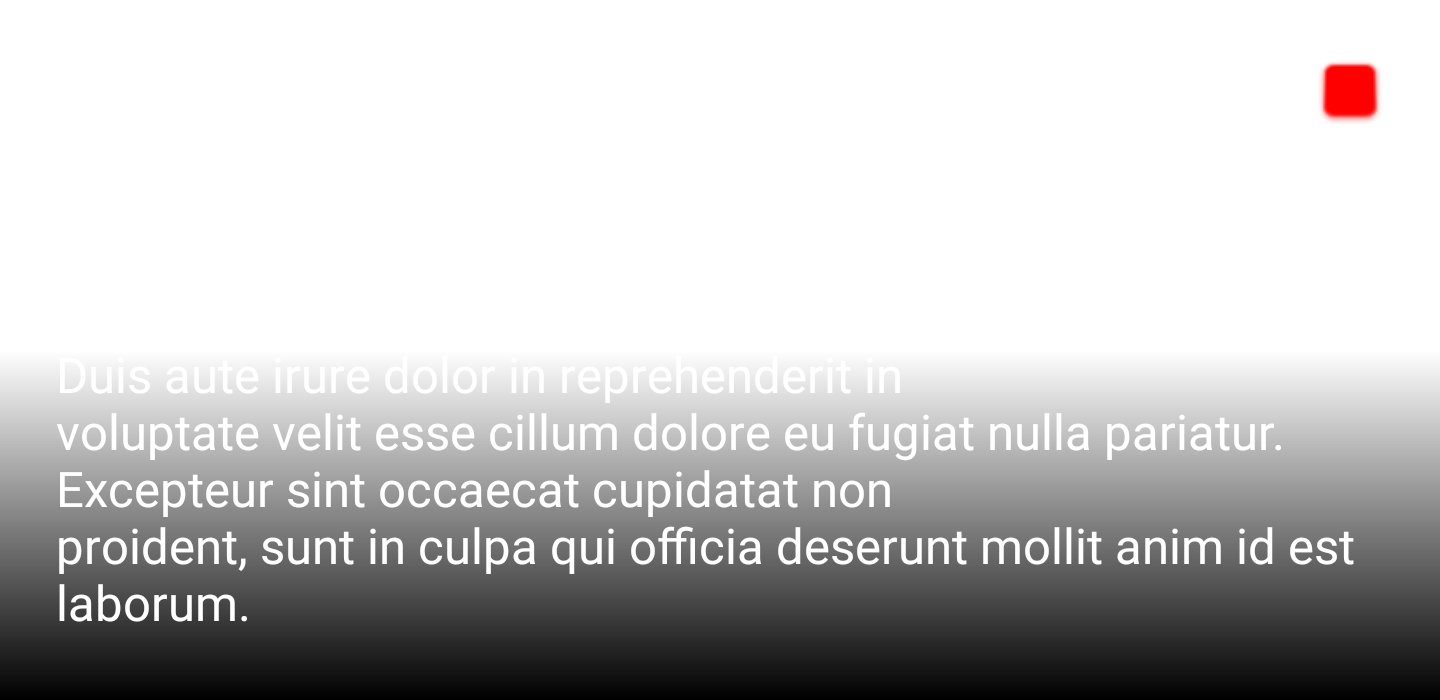 Duis aute irure dolor in reprehenderit in
voluptate velit esse cillum dolore eu fugiat nulla pariatur.
Excepteur sint occaecat cupidatat non
proident, sunt in culpa qui officia deserunt mollit anim id est
laborum.